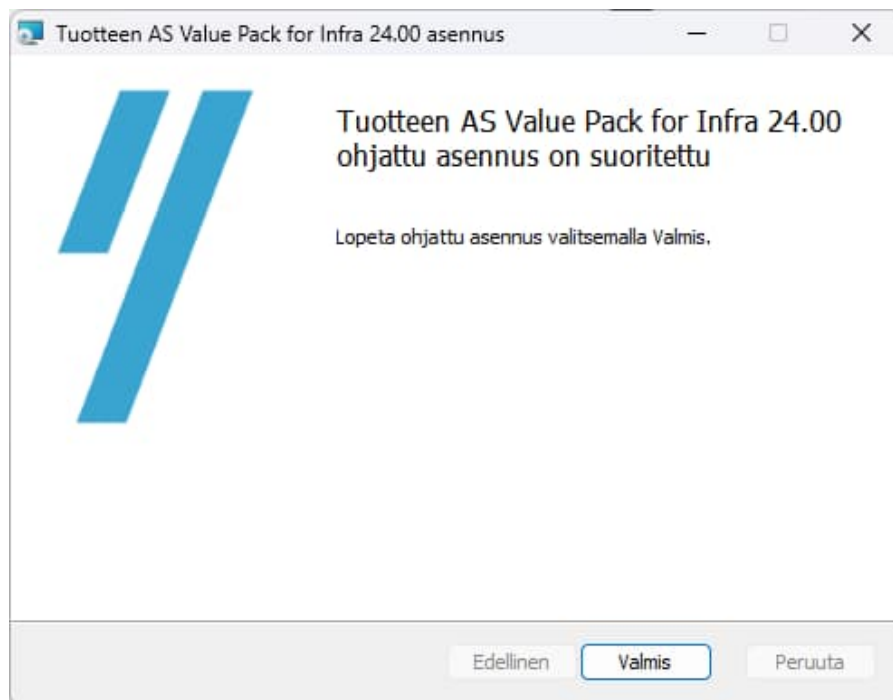 Tuotteen AS Value Pack for Infra 24.00 asennus
Tuotteen AS Value Pack for Infra 24.00
ohjattu asennus on suoritettu
Lopeta ohjattu asennus valitsemalla Valmis.
Edellinen
Valmis
Peruuta